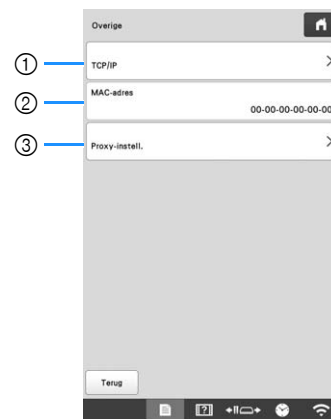 Overige
① TCP/IP
② MAC-adres
00-00-00-00-00-00
③ Proxy-instell.
Terug